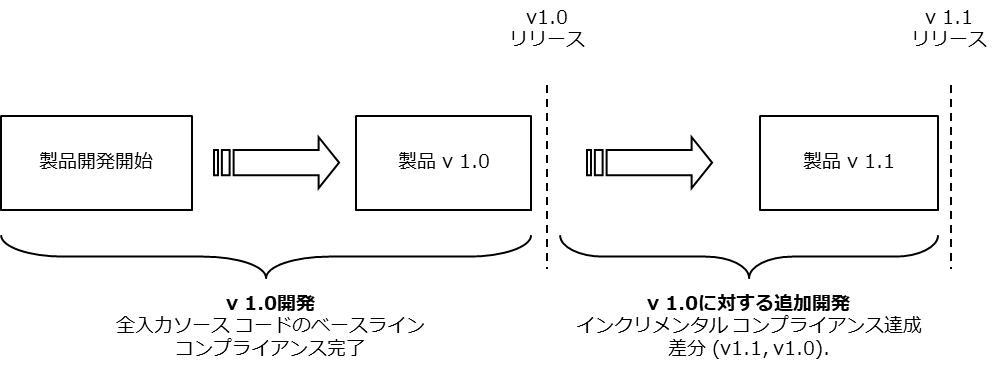 v1.0
リリース
v 1.1
リリース
製品開発開始
製品 v 1.0
製品 v 1.1
v 1.0開発
全入力ソース コードのベースライン
コンプライアンス完了
v 1.0に対する追加開発
インクリメンタル コンプライアンス達成
差分 (v1.1, v1.0).